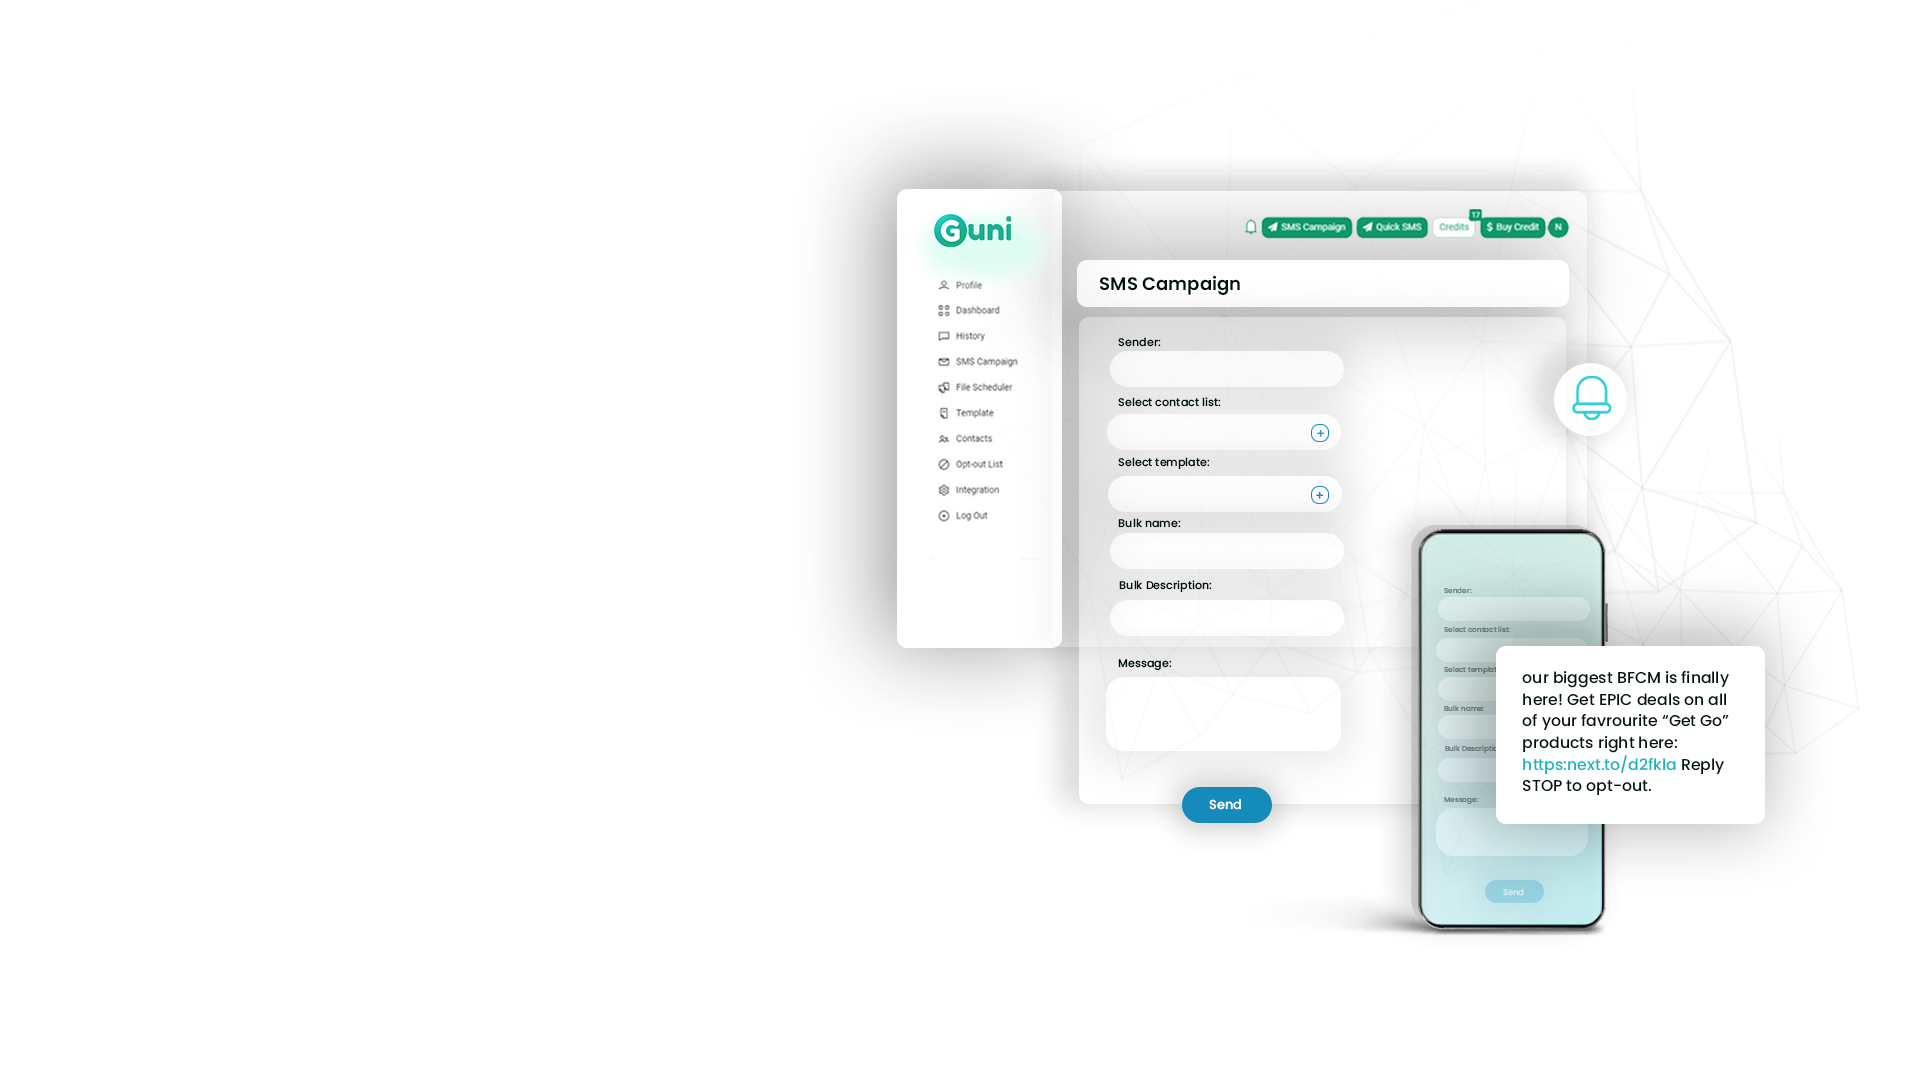 Guni
Profile
Dashboard
History
SMS Campaign
File Scheduler
Template
Contacts
Opt-out List
Integration
Log Out
SMS Campaign
Quick SMS
Credits
17
$ Buy Credit
N
SMS Campaign
Sender:
Select contact list:
Select template:
Bulk name:
Bulk Description:
Message:
Send
Sender:
Select contact list:
Select templat
Bulk name:
Bulk Descriptio
Message:
Send
our biggest BFCM is finally
here! Get EPIC deals on all
of your favrourite “Get Go”
products right here:
https:next.to/d2fkla Reply
STOP to opt-out.